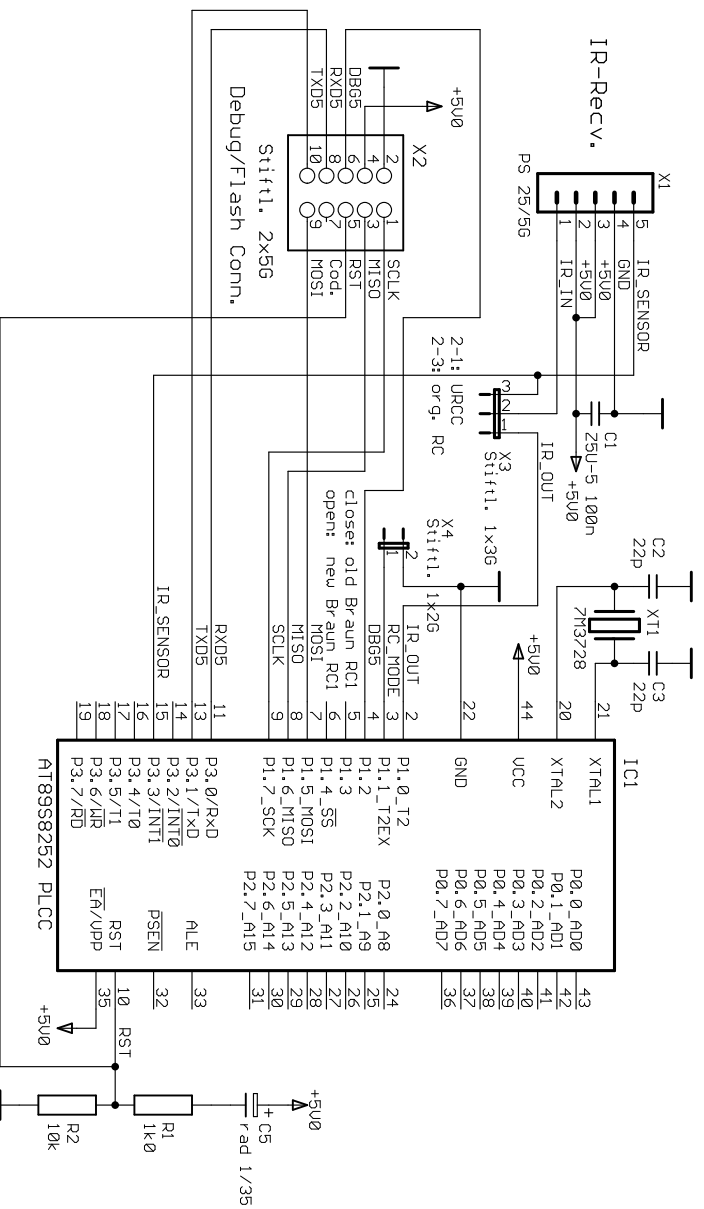 IR-Recv.
X1
PS 25/5G
5
4
3
2
1
IR_SENSOR
GND
+5V0
+5V0
IR_IN
C1
25U-5 100n
+5V0
C2
22p
XT1
7M3728
C3
22p
X2
Stiftl. 2x5G
Debug/Flash Conn.
+5V0
DBG5
RXD5
TXD5
2
4
6
8
10
1
3
5
7
9
SCLK
MISO
RST
Cod.
MOSI
2-1: URCC
2-3: org. RC
3
2
1
X3
Stiftl. 1x3G
IR_OUT
X4
Stiftl. 1x2G
2
1
close: old Braun RC1
open: new Braun RC1
+5V0
IC1
AT89S8252 PLCC
21
XTAL1
20
XTAL2
44
VCC
22
GND
IR_OUT
2
P1.0_T2
RC_MODE
3
P1.1_T2EX
DBG5
4
P1.2
5
P1.3
6
P1.4_SS
MOSI
7
P1.5_MOSI
MISO
8
P1.6_MISO
SCLK
9
P1.7_SCK
RXD5
11
P3.0/RxD
TXD5
13
P3.1/TxD
14
P3.2/INT0
IR_SENSOR
15
P3.3/INT1
16
P3.4/T0
17
P3.5/T1
18
P3.6/WR
19
P3.7/RD
P0.0_AD0
43
P0.1_AD1
42
P0.2_AD2
41
P0.3_AD3
40
P0.4_AD4
39
P0.5_AD5
38
P0.6_AD6
37
P0.7_AD7
36
P2.0_A8
24
P2.1_A9
25
P2.2_A10
26
P2.3_A11
27
P2.4_A12
28
P2.5_A13
29
P2.6_A14
30
P2.7_A15
31
ALE
33
PSEN
32
RST
10
RST
EA/VPP
35
+5V0
+5V0
+
C5
rad 1/35
R1
1k0
R2
10k